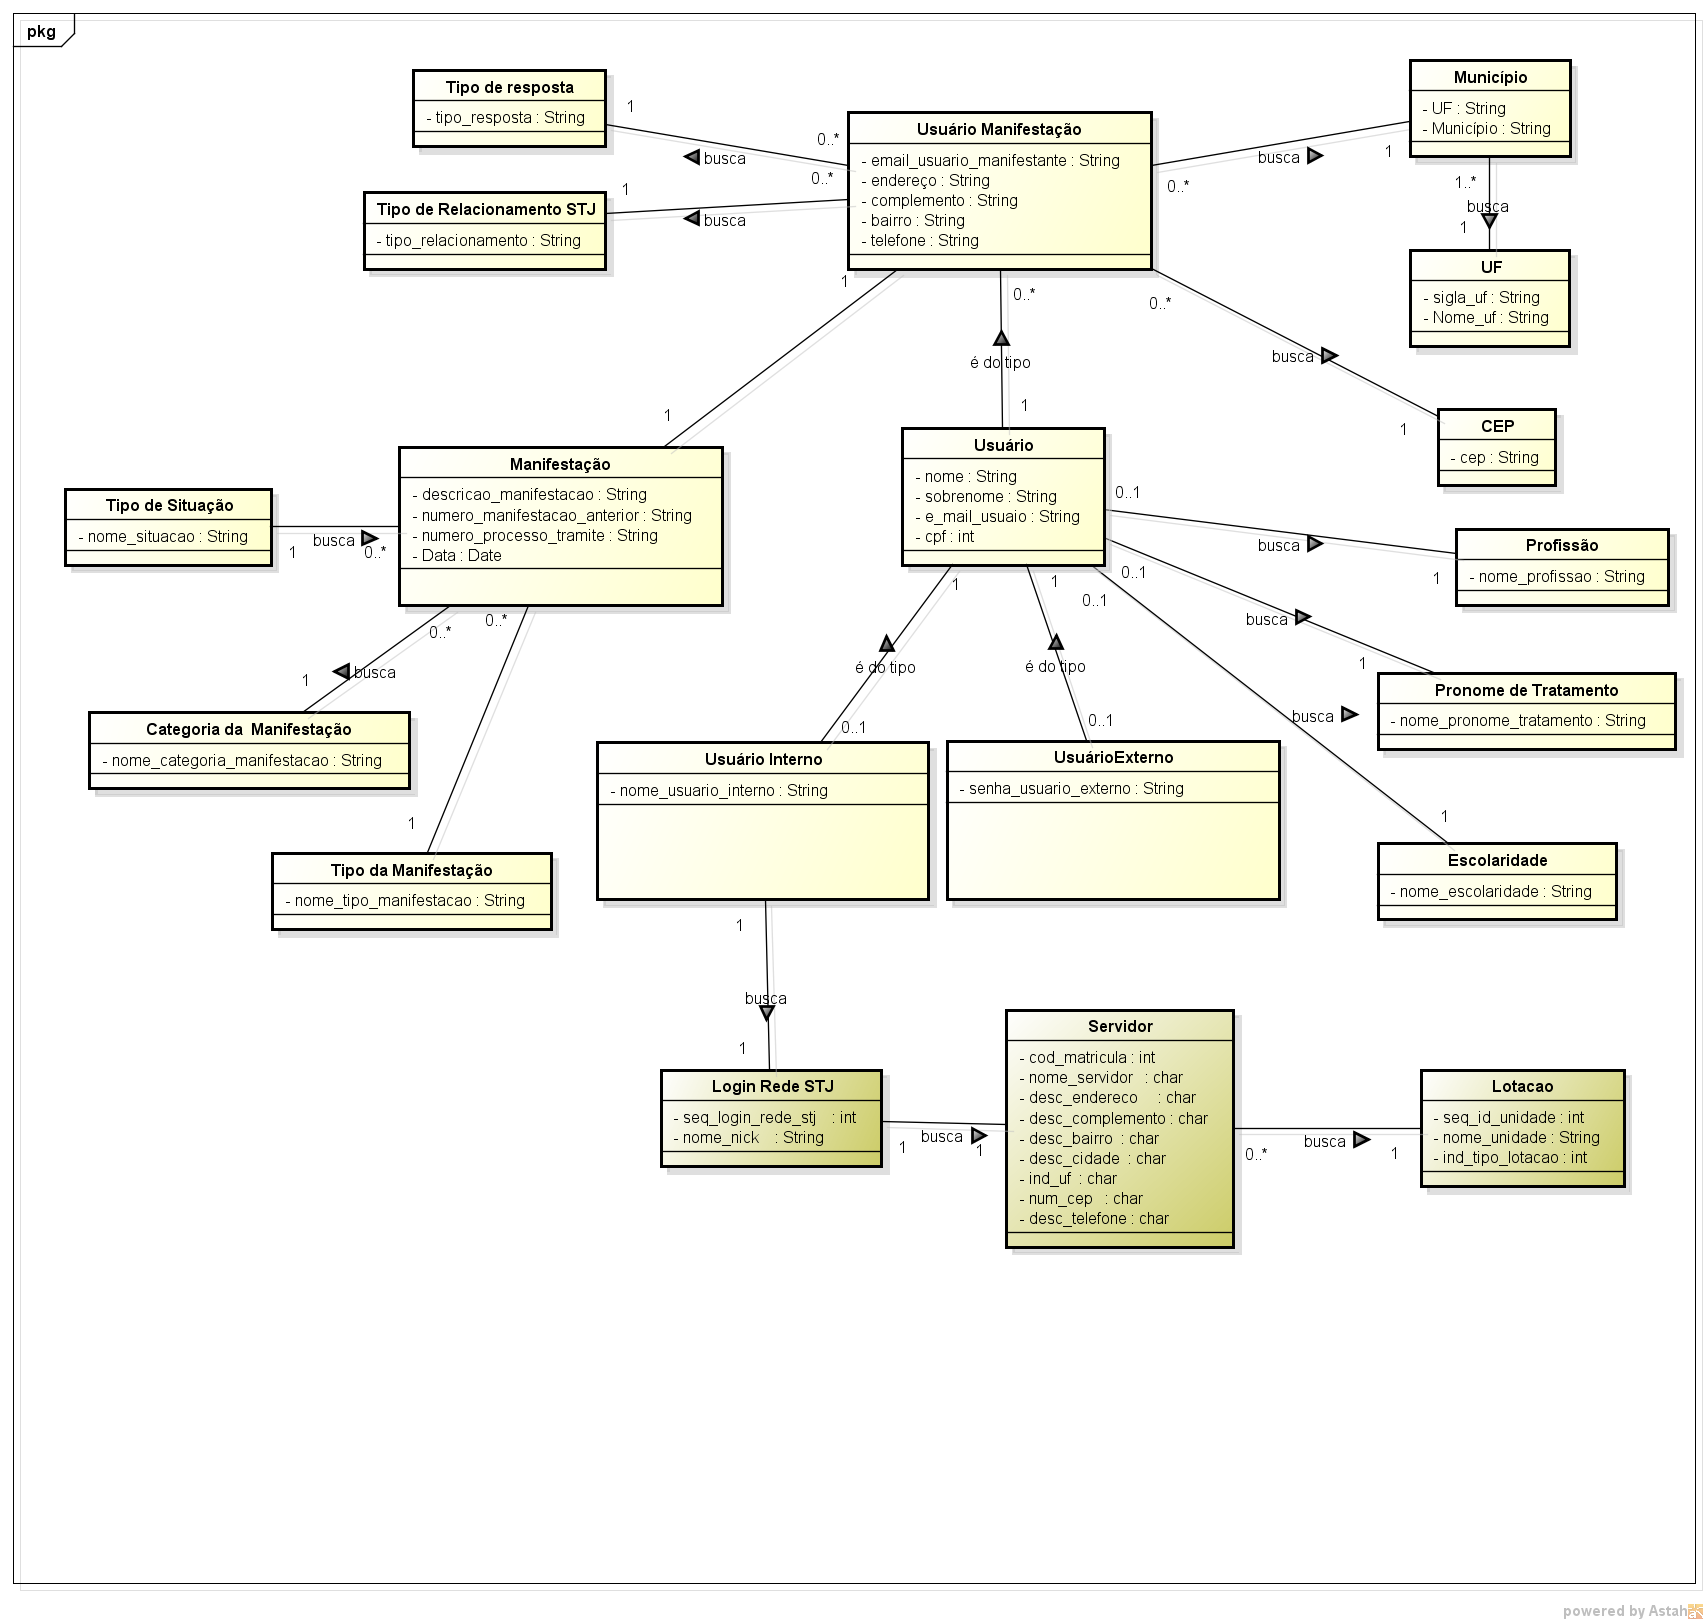 pkg
Tipo de resposta
- tipo_resposta : String
1
0..*
busca
Tipo de Relacionamento STJ
- tipo_relacionamento : String
1
0..*
busca
Usuário Manifestação
- email_usuario_manifestante : String
- endereço : String
- complemento : String
- bairro : String
- telefone : String
Município
- UF : String
- Município : String
busca
1
0..*
1..*
busca
1
UF
- sigla_uf : String
- Nome_uf : String
1
0..*
0..*
busca
é do tipo
1
1
1
CEP
- cep : String
Usuário
- nome : String
- sobrenome : String
- e_mail_usuaio : String
- cpf : int
Manifestação
- descricao_manifestacao : String
- numero_manifestacao_anterior : String
- numero_processo_tramite : String
- Data : Date
Tipo de Situação
- nome_situacao : String
busca
1
0..*
0..1
busca
1
Profissão
- nome_profissao : String
0..1
busca
1
Pronome de Tratamento
- nome_pronome_tratamento : String
0..1
busca
1
Escolaridade
- nome_escolaridade : String
0..*
0..*
busca
1
Categoria da  Manifestação
- nome_categoria_manifestacao : String
1
Tipo da Manifestação
- nome_tipo_manifestacao : String
1
1
é do tipo
é do tipo
0..1
0..1
Usuário Interno
- nome_usuario_interno : String
UsuárioExterno
- senha_usuario_externo : String
1
busca
1
Login Rede STJ
- seq_login_rede_stj   : int
- nome_nick   : String
1
busca
1
Servidor
- cod_matricula : int
- nome_servidor  : char
- desc_endereco    : char
- desc_complemento : char
- desc_bairro  : char
- desc_cidade  : char
- ind_uf  : char
- num_cep   : char
- desc_telefone : char
0..*
busca
1
Lotacao
- seq_id_unidade : int
- nome_unidade : String
- ind_tipo_lotacao : int
powered by Astah